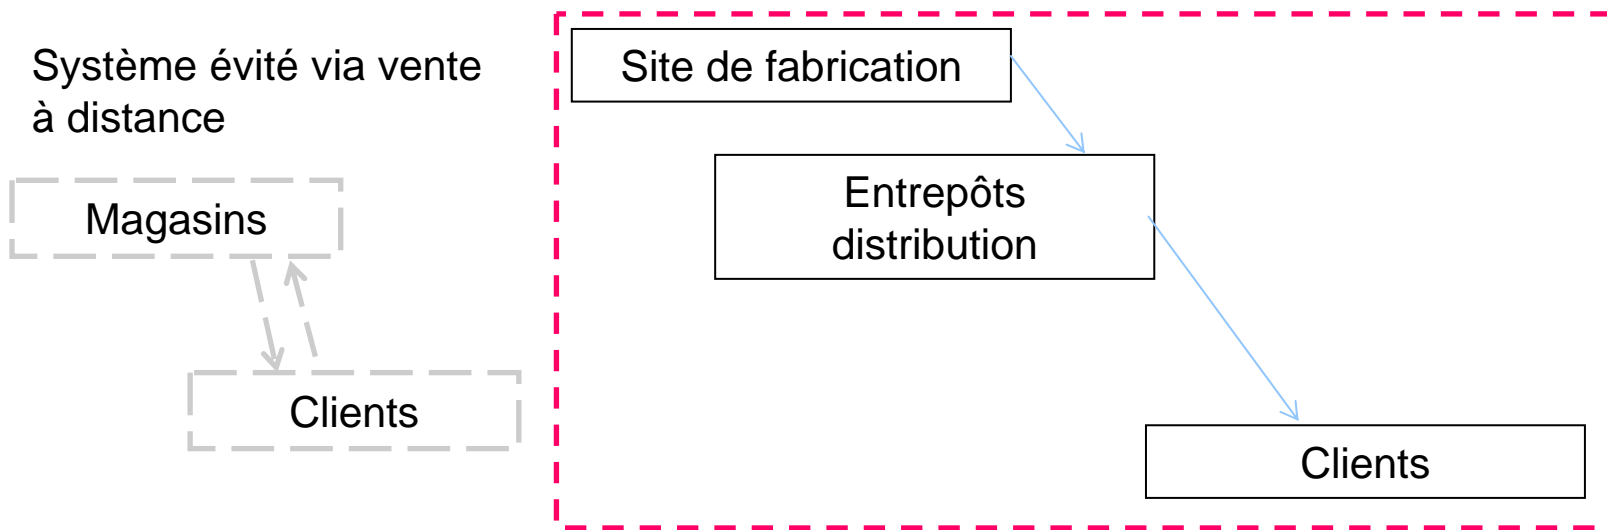 Système évité via vente
à distance
Magasins
Clients
Site de fabrication
Entrepôts
distribution
Clients